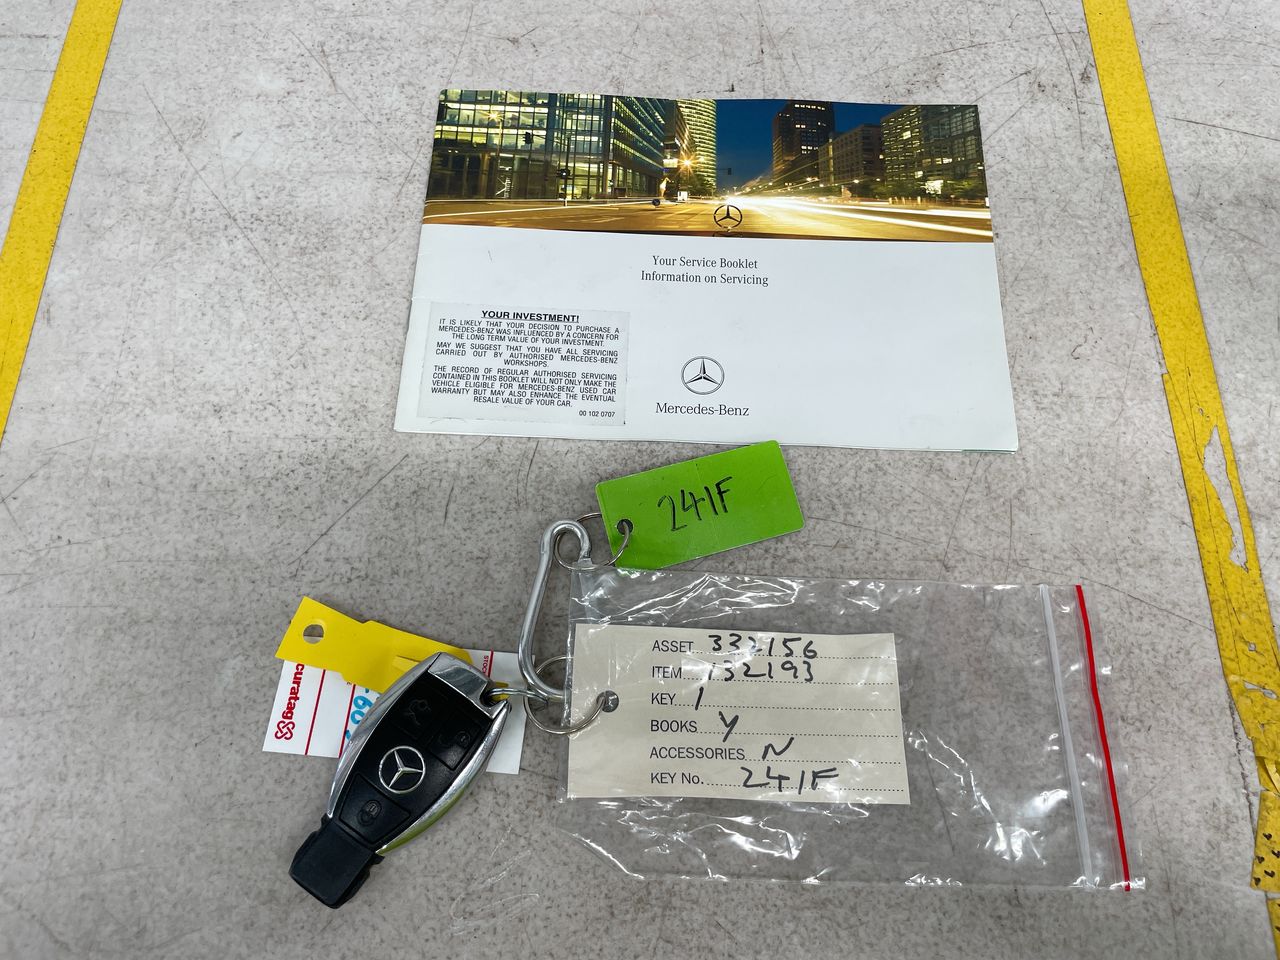 Your Service Booklet
Information on Servicing
YOUR INVESTMENT!
IT IS LIKELY THAT YOUR DECISION TO PURCHASE A
MERCEDES-BENZ WAS INFLUENCED BY A CONCERN FOR
THE LONG TERM VALUE OF YOUR INVESTMENT.
MAY WE SUGGEST THAT YOU HAVE ALL SERVICING
CARRIED OUT BY AUTHORISED MERCEDES-BENZ
WORKSHOPS.
THE RECORD OF REGULAR AUTHORISED SERVICING
CONTAINED IN THIS BOOKLET WILL NOT ONLY MAKE THE
VEHICLE ELIGIBLE FOR MERCEDES-BENZ USED CAR
WARRANTY BUT MAY ALSO ENHANCE THE EVENTUAL
RESALE VALUE OF YOUR CAR.
00 102 0707
Mercedes-Benz
241F
ASSET 332156
ITEM 132193
KEY 1
BOOKS Y
ACCESSORIES N
KEY No. 241F
curatag
STOC
60